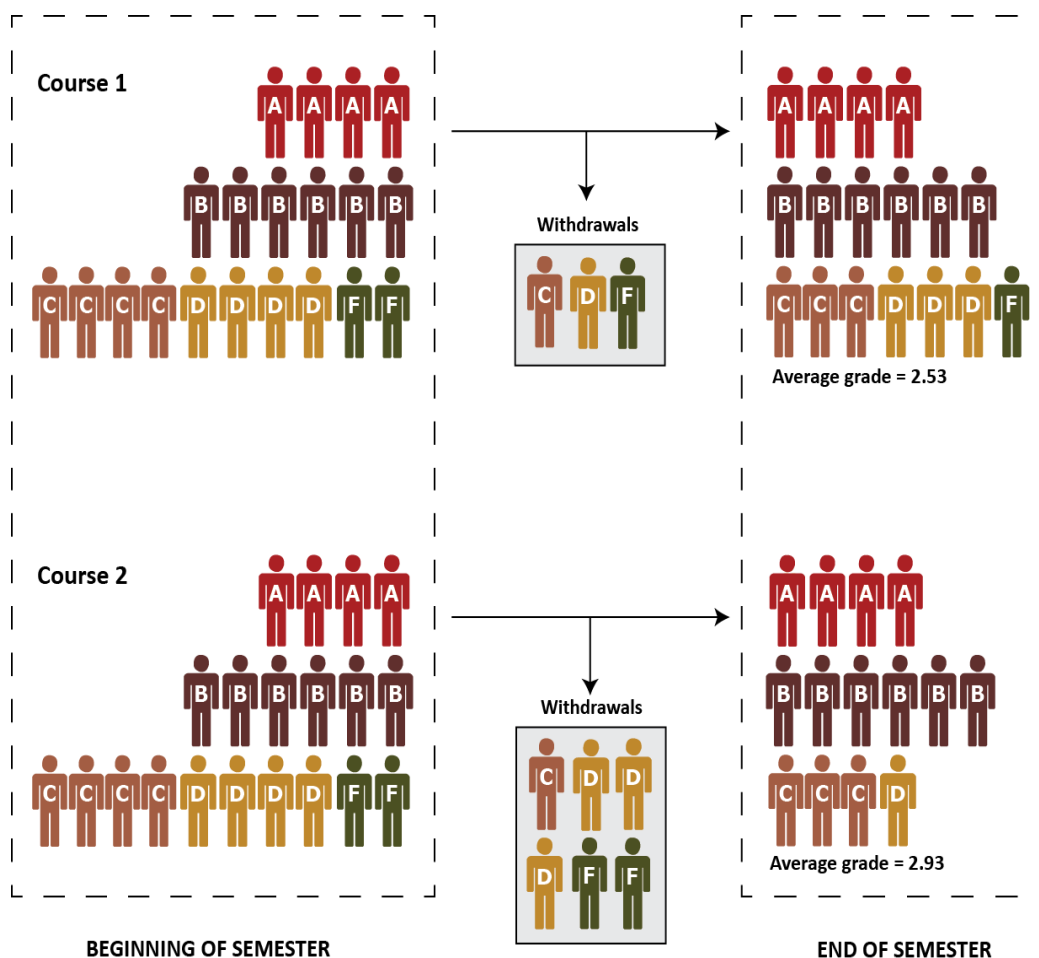 Course 1
A A A A
B B B B B B
C C C C D D D D F F
Withdrawals
C D F
A A A A
B B B B B B
C C C D D D F
Average grade = 2.53
Course 2
A A A A
B B B B B B
C C C C D D D D F F
Withdrawals
C D D
D F F
A A A A
B B B B B B
C C C D
Average grade = 2.93
BEGINNING OF SEMESTER
END OF SEMESTER